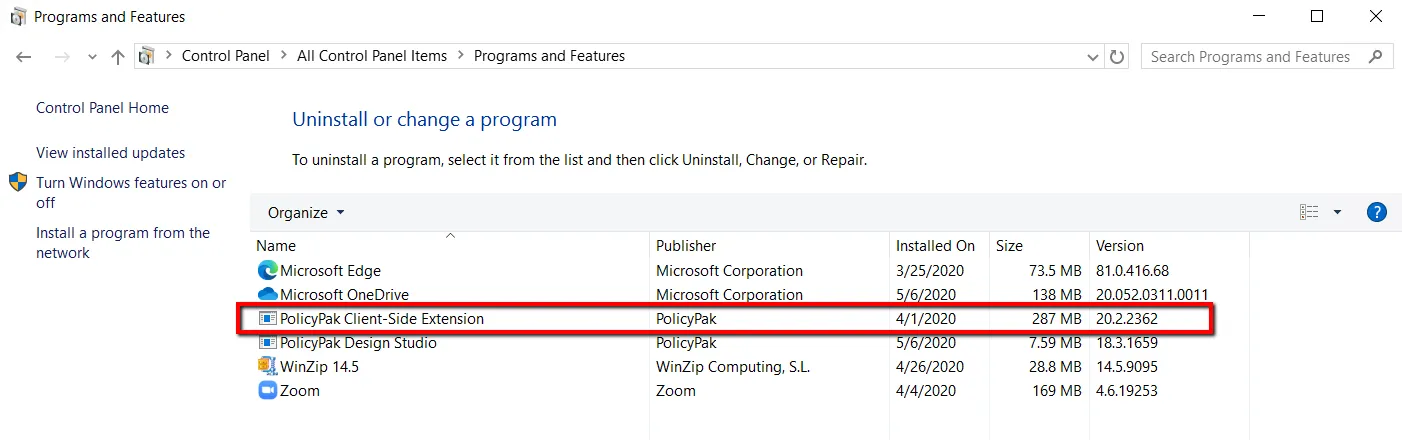 Programs and Features
Control Panel > All Control Panel Items > Programs and Features
Search Programs and Features
Control Panel Home
View installed updates
Turn Windows features on or
off
Install a program from the
network
Uninstall or change a program
To uninstall a program, select it from the list and then click Uninstall, Change, or Repair.
Organize
?
Name Publisher Installed On Size Version
Microsoft Edge Microsoft Corporation 3/25/2020 73.5 MB 81.0.416.68
Microsoft OneDrive Microsoft Corporation 5/6/2020 138 MB 20.052.0311.0011
PolicyPak Client-Side Extension PolicyPak 4/1/2020 287 MB 20.2.2362
PolicyPak Design Studio PolicyPak 5/6/2020 7.59 MB 18.3.1659
WinZip 14.5 WinZip Computing, S.L. 4/26/2020 28.8 MB 14.5.9095
Zoom Zoom 4/4/2020 169 MB 4.6.19253